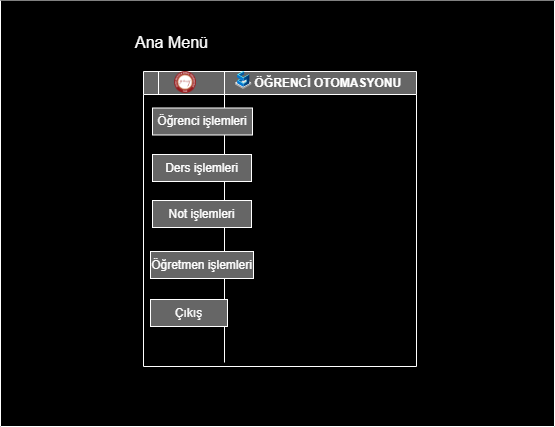 Ana Menü
ÖĞRENCİ OTOMASYONU
Öğrenci işlemleri
Ders işlemleri
Not işlemleri
Öğretmen işlemleri
Çıkış